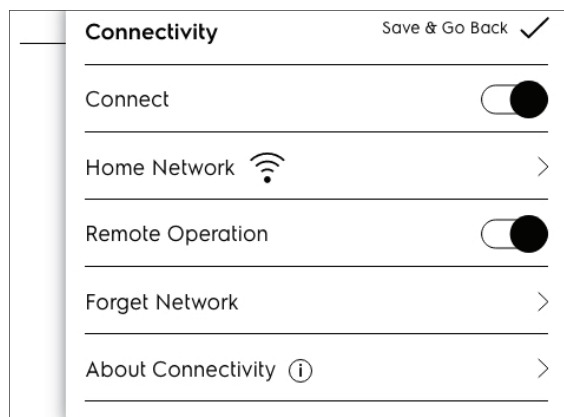 Connectivity Save & Go Back
Connect
Home Network
Remote Operation
Forget Network
About Connectivity i